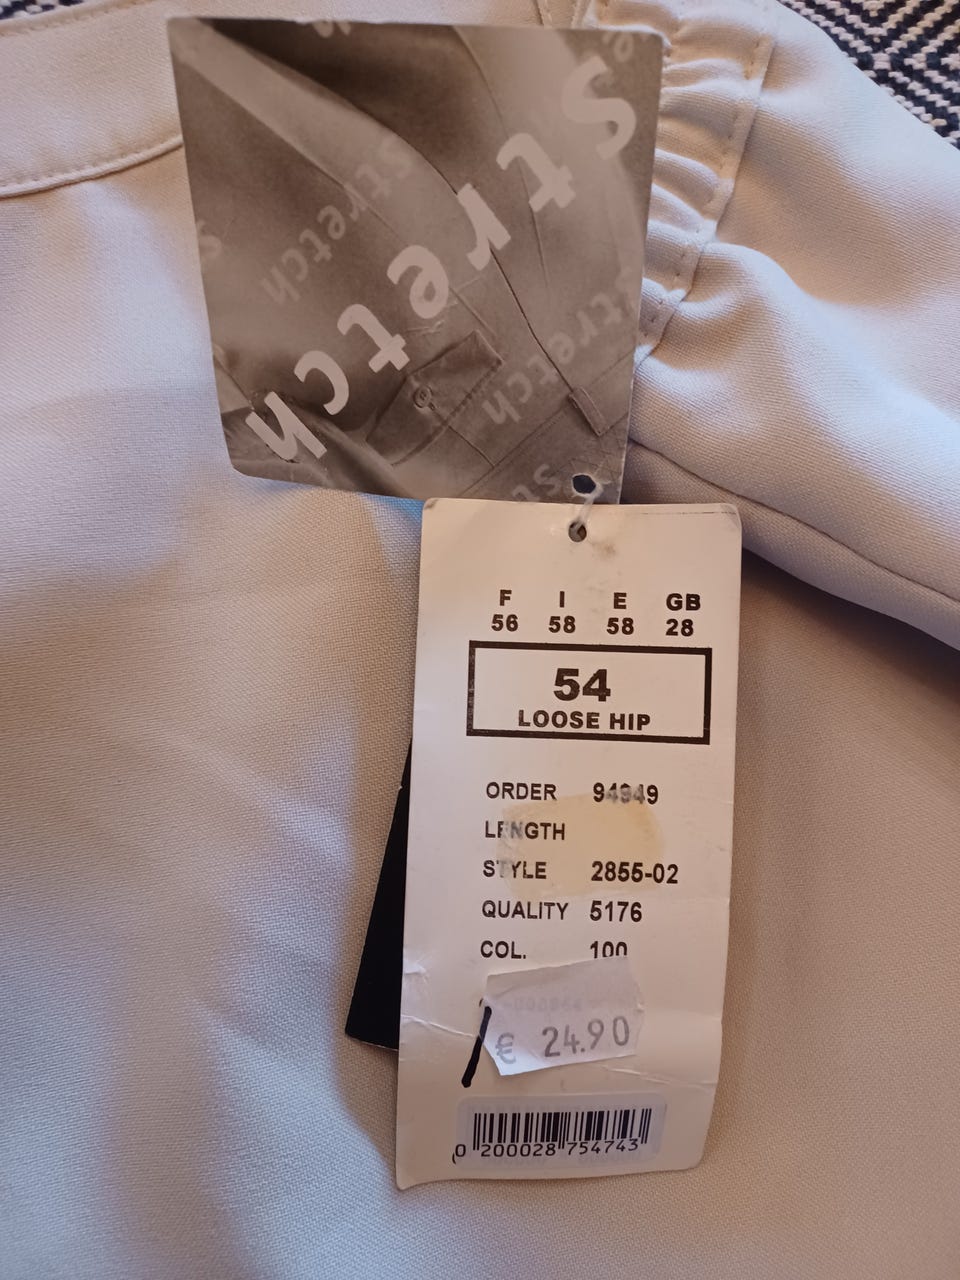 Stretch
Stretch
Stretch
Stretch
F I E GB
56 58 58 28
54
LOOSE HIP
ORDER 94949
LENGTH
STYLE 2855-02
QUALITY 5176
COL. 100
€ 24.90
0 200028 754743